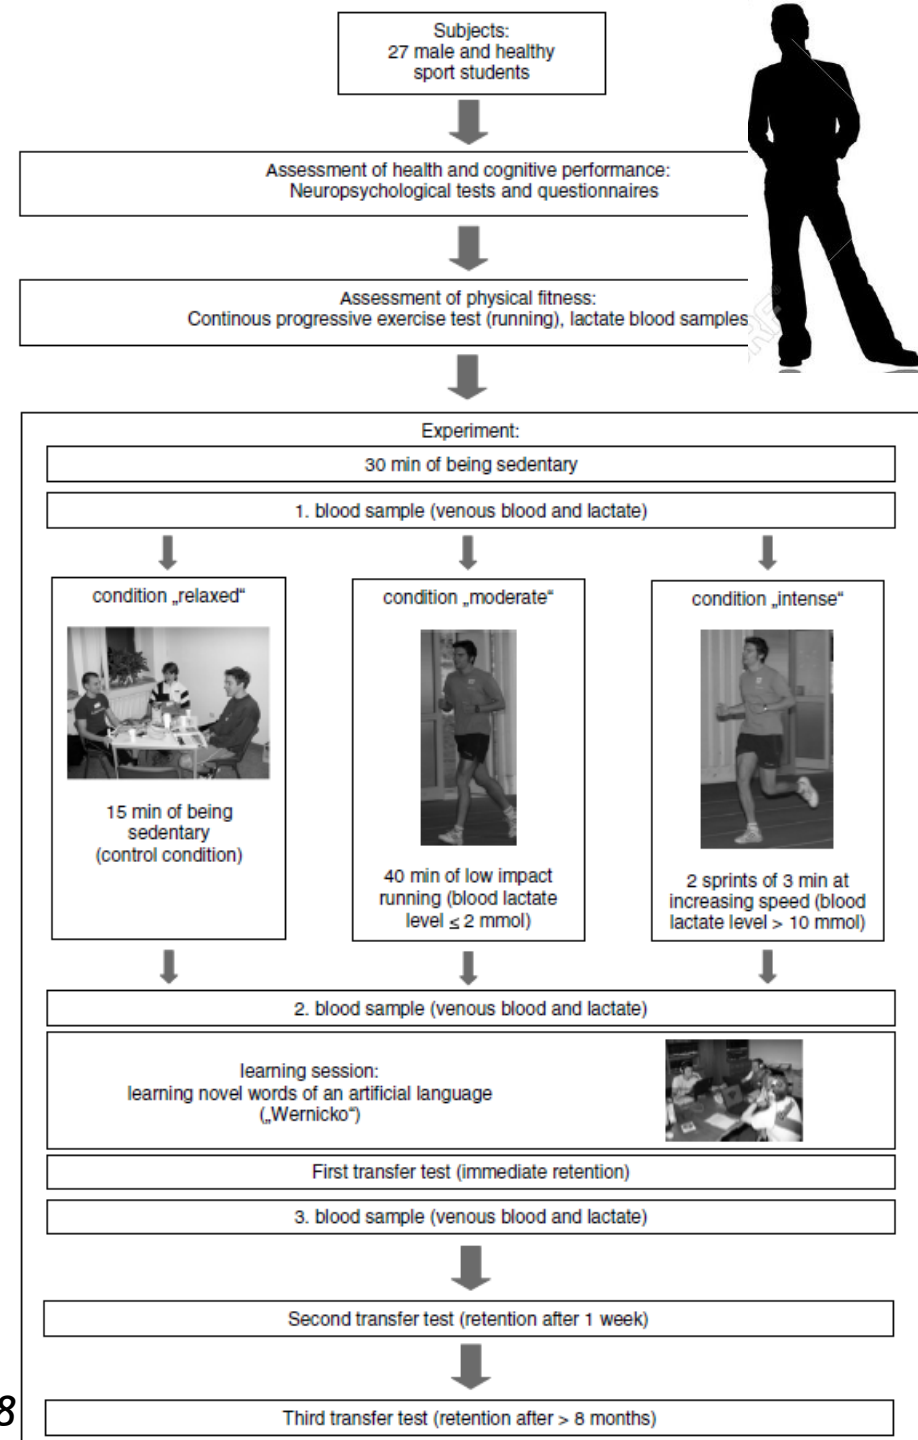 Subjects:
27 male and healthy
sport students
Assessment of health and cognitive performance:
Neuropsychological tests and questionnaires
Assessment of physical fitness:
Continous progressive exercise test (running), lactate blood samples
Experiment:
30 min of being sedentary
1. blood sample (venous blood and lactate)
condition „relaxed“
15 min of being
sedentary
(control condition)
condition „moderate“
40 min of low impact
running (blood lactate
level ≤ 2 mmol)
condition „intense“
2 sprints of 3 min at
increasing speed (blood
lactate level > 10 mmol)
2. blood sample (venous blood and lactate)
learning session:
learning novel words of an artificial language
(„Wernicko“)
First transfer test (immediate retention)
3. blood sample (venous blood and lactate)
Second transfer test (retention after 1 week)
8
Third transfer test (retention after > 8 months)